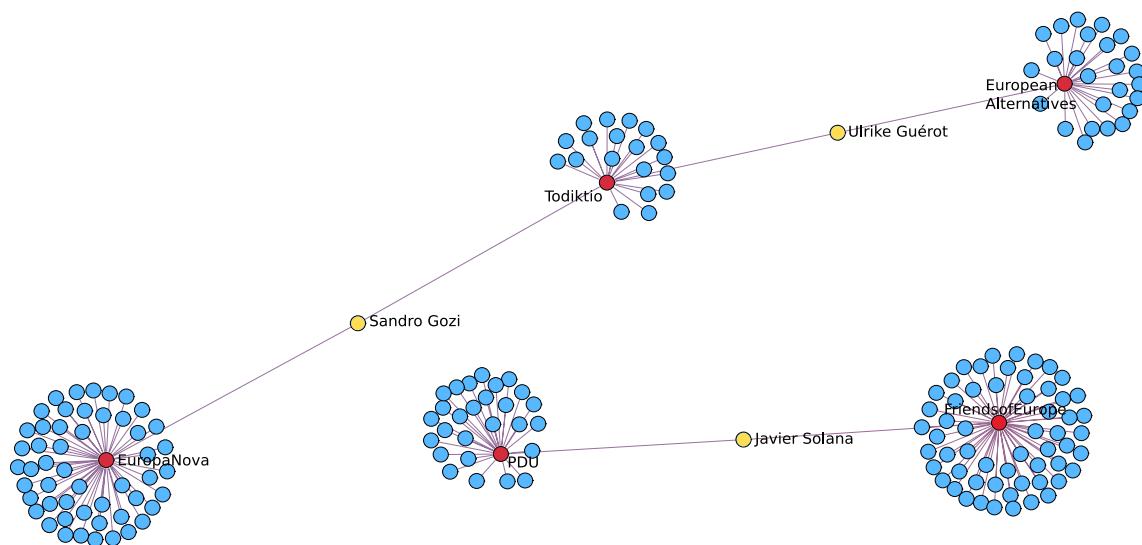 European
Alternatives
Ulrike Guérot
Todiktio
Sandro Gozi
FriendsofEurope
Javier Solana
EuropaNova
PDU